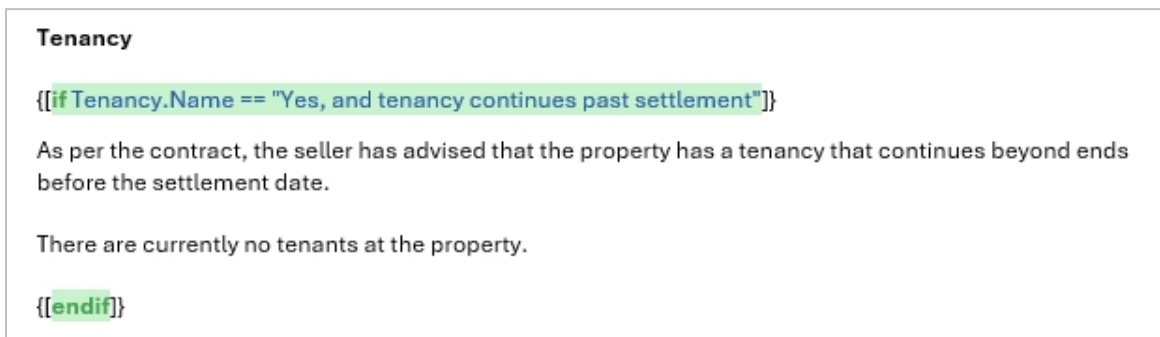 Tenancy
{[if Tenancy.Name == "Yes, and tenancy continues past settlement"]}
As per the contract, the seller has advised that the property has a tenancy that continues beyond ends
before the settlement date.
There are currently no tenants at the property.
{[endif]}